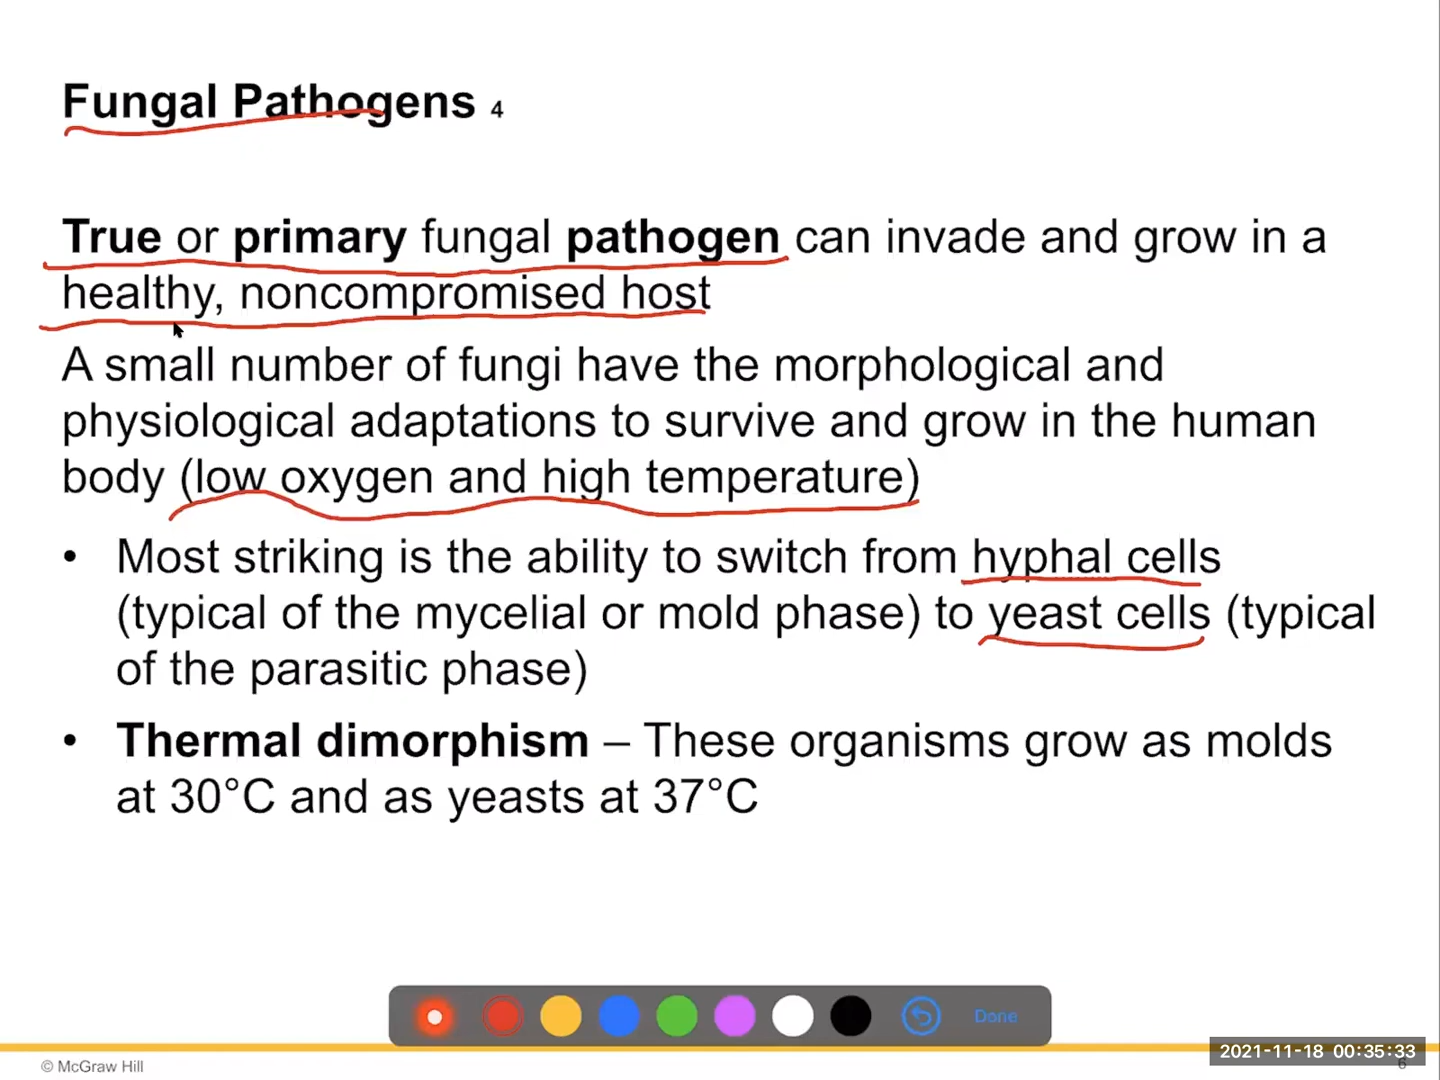 Fungal Pathogens 4
True or primary fungal pathogen can invade and grow in a
healthy, noncompromised host
A small number of fungi have the morphological and
physiological adaptations to survive and grow in the human
body (low oxygen and high temperature)
• Most striking is the ability to switch from hyphal cells
(typical of the mycelial or mold phase) to yeast cells (typical
of the parasitic phase)
• Thermal dimorphism – These organisms grow as molds
at 30°C and as yeasts at 37°C
Done
© McGraw Hill
2021-11-18 00:35:33
6